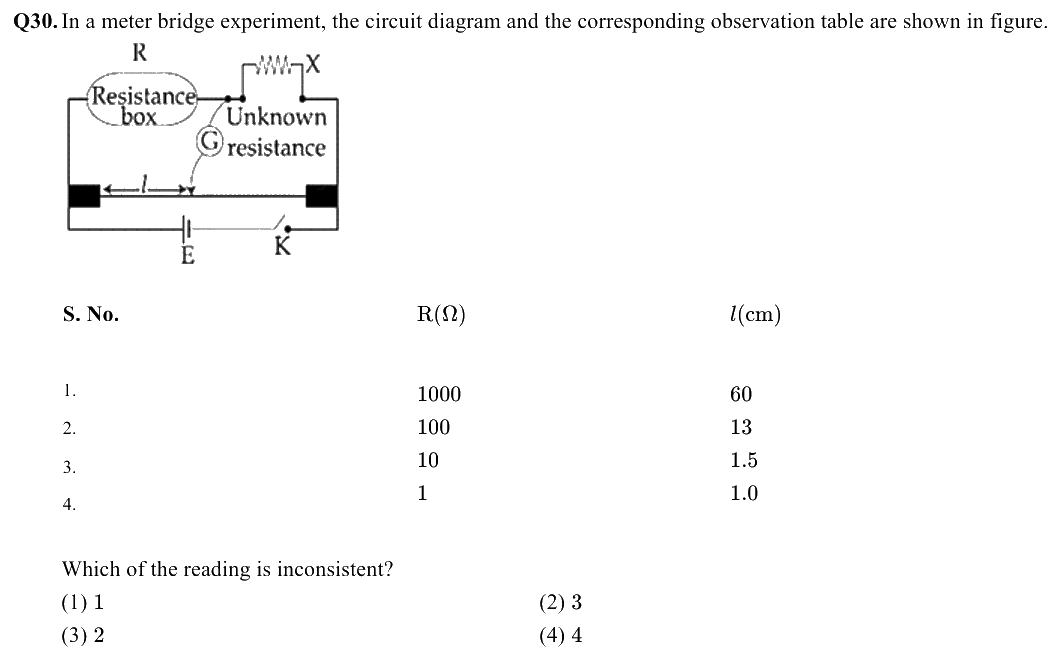 Q30. In a meter bridge experiment, the circuit diagram and the corresponding observation table are shown in figure.
R
X
Resistance
box
Unknown
G
resistance
l
E
K
S. No. R(Ω) l(cm)
1. 1000 60
2. 100 13
3. 10 1.5
4. 1 1.0
Which of the reading is inconsistent?
(1) 1 (2) 3
(3) 2 (4) 4